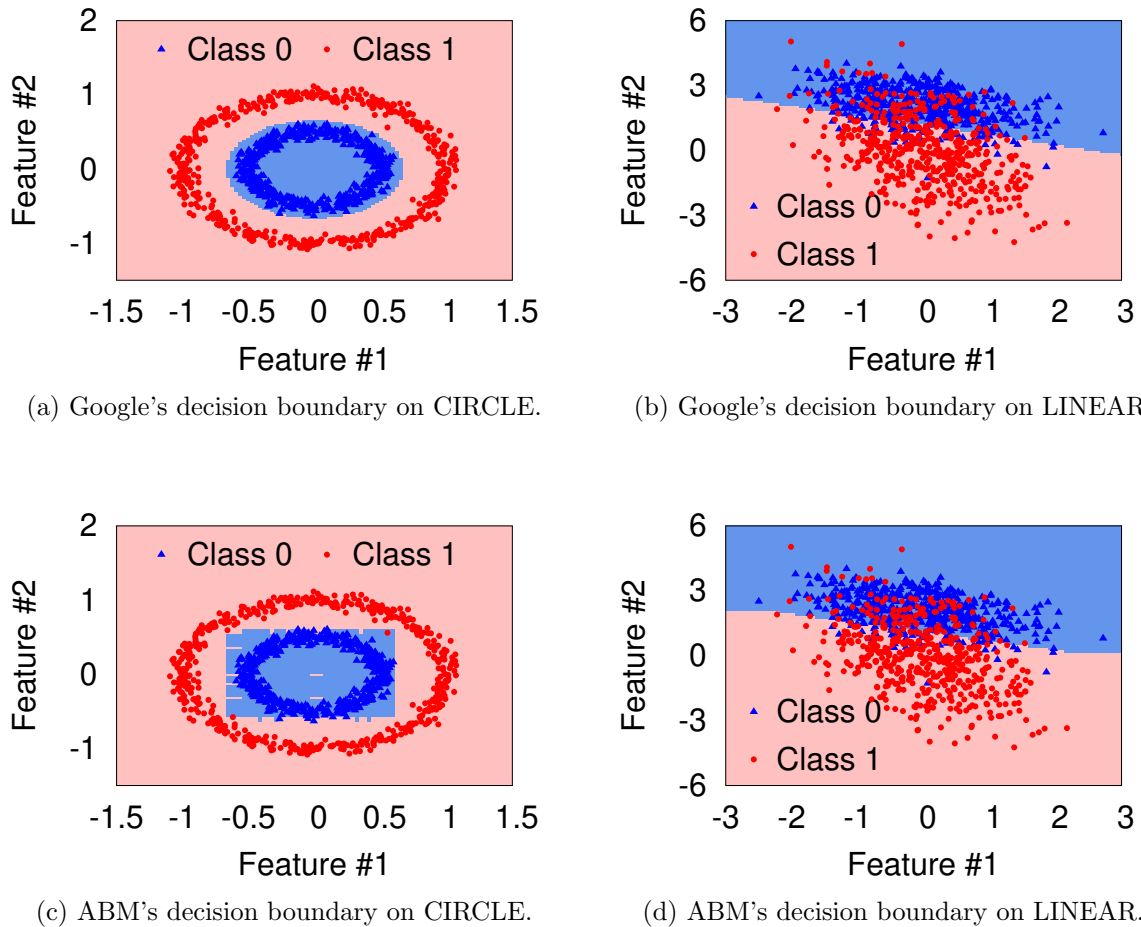 2
Class 0 Class 1
1
0
-1
Feature #2
-1.5 -1 -0.5 0 0.5 1 1.5
Feature #1
(a) Google's decision boundary on CIRCLE.
6
3
0
-3
-6
Feature #2
Class 0
Class 1
-3 -2 -1 0 1 2 3
Feature #1
(b) Google's decision boundary on LINEAR
2
Class 0 Class 1
1
0
-1
Feature #2
-1.5 -1 -0.5 0 0.5 1 1.5
Feature #1
(c) ABM's decision boundary on CIRCLE.
6
3
0
-3
-6
Feature #2
Class 0
Class 1
-3 -2 -1 0 1 2 3
Feature #1
(d) ABM's decision boundary on LINEAR.